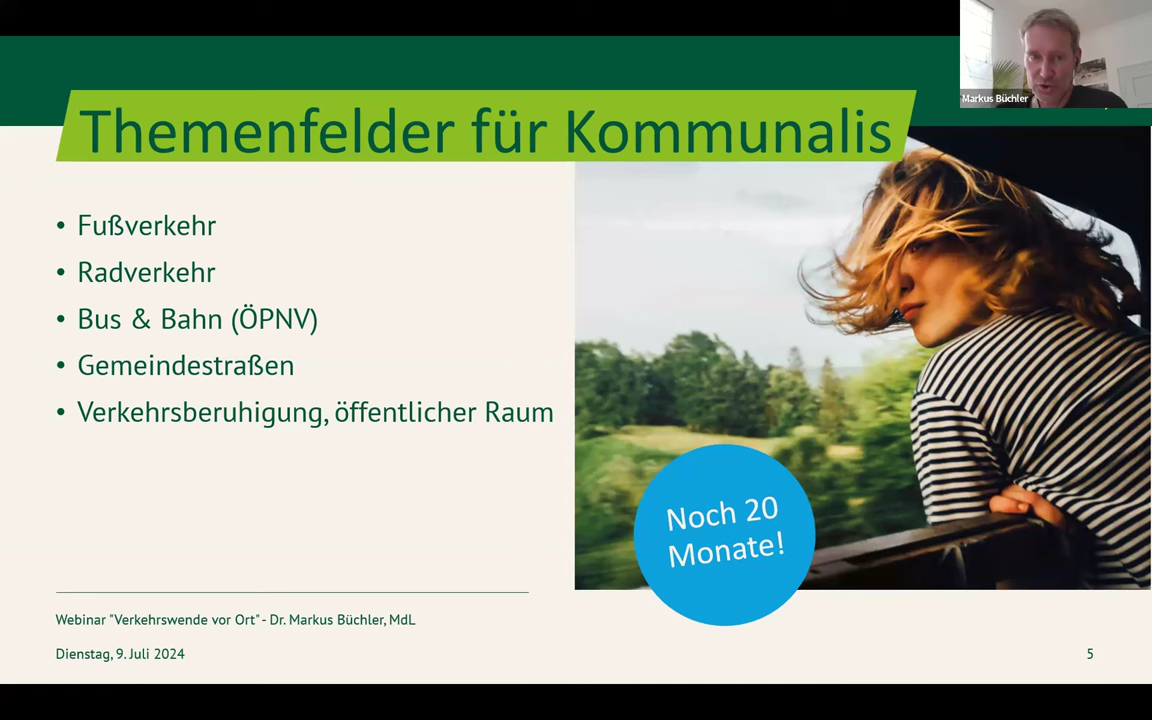 Markus Büchler
Themenfelder für Kommunalis
• Fußverkehr
• Radverkehr
• Bus & Bahn (ÖPNV)
• Gemeindestraßen
• Verkehrsberuhigung, öffentlicher Raum
Noch 20
Monate!
Webinar "Verkehrswende vor Ort" - Dr. Markus Büchler, MdL
Dienstag, 9. Juli 2024
5